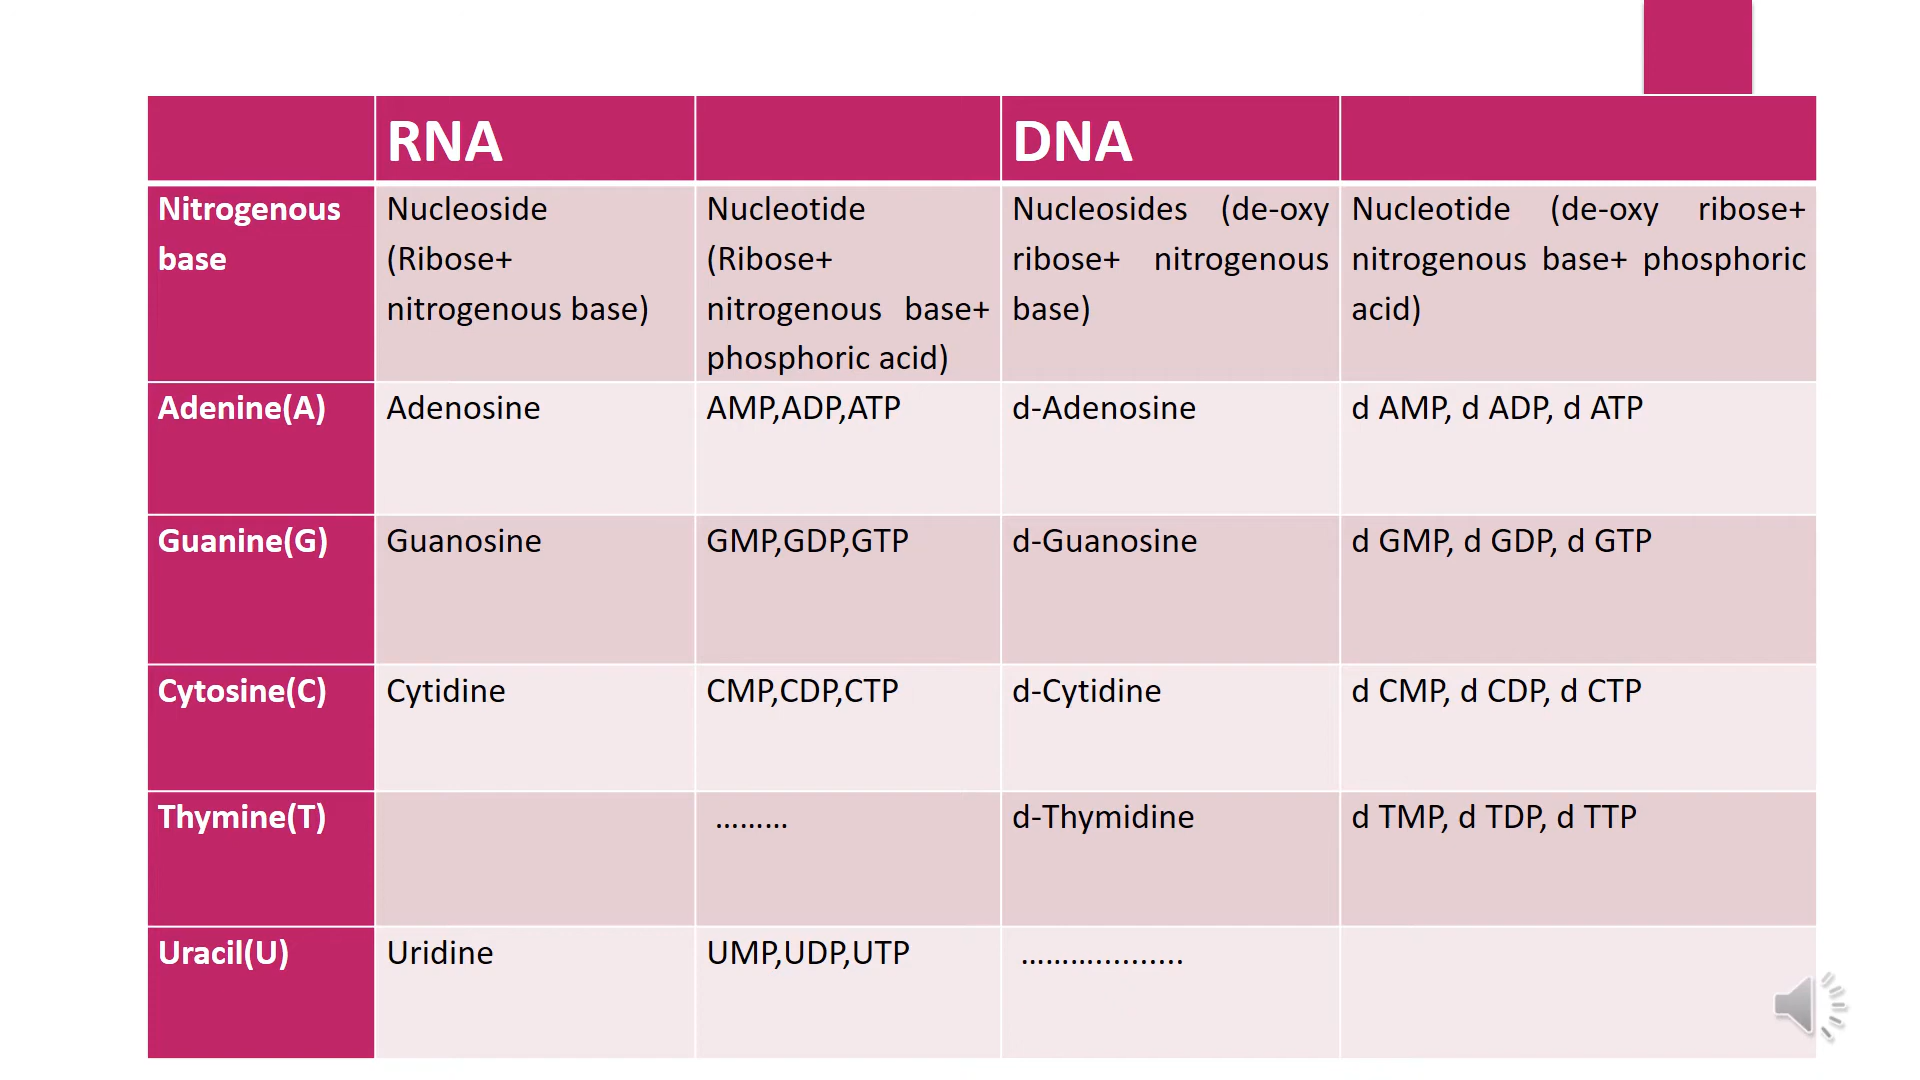 RNA DNA
Nitrogenous base
Nucleoside
(Ribose+
nitrogenous base)
Nucleotide
(Ribose+
nitrogenous base+
phosphoric acid)
Nucleosides (de-oxy
ribose+ nitrogenous
base)
Nucleotide (de-oxy ribose+
nitrogenous base+ phosphoric
acid)
Adenine(A) Adenosine AMP,ADP,ATP d-Adenosine d AMP, d ADP, d ATP
Guanine(G) Guanosine GMP,GDP,GTP d-Guanosine d GMP, d GDP, d GTP
Cytosine(C) Cytidine CMP,CDP,CTP d-Cytidine d CMP, d CDP, d CTP
Thymine(T) ……… d-Thymidine d TMP, d TDP, d TTP
Uracil(U) Uridine UMP,UDP,UTP ………..........